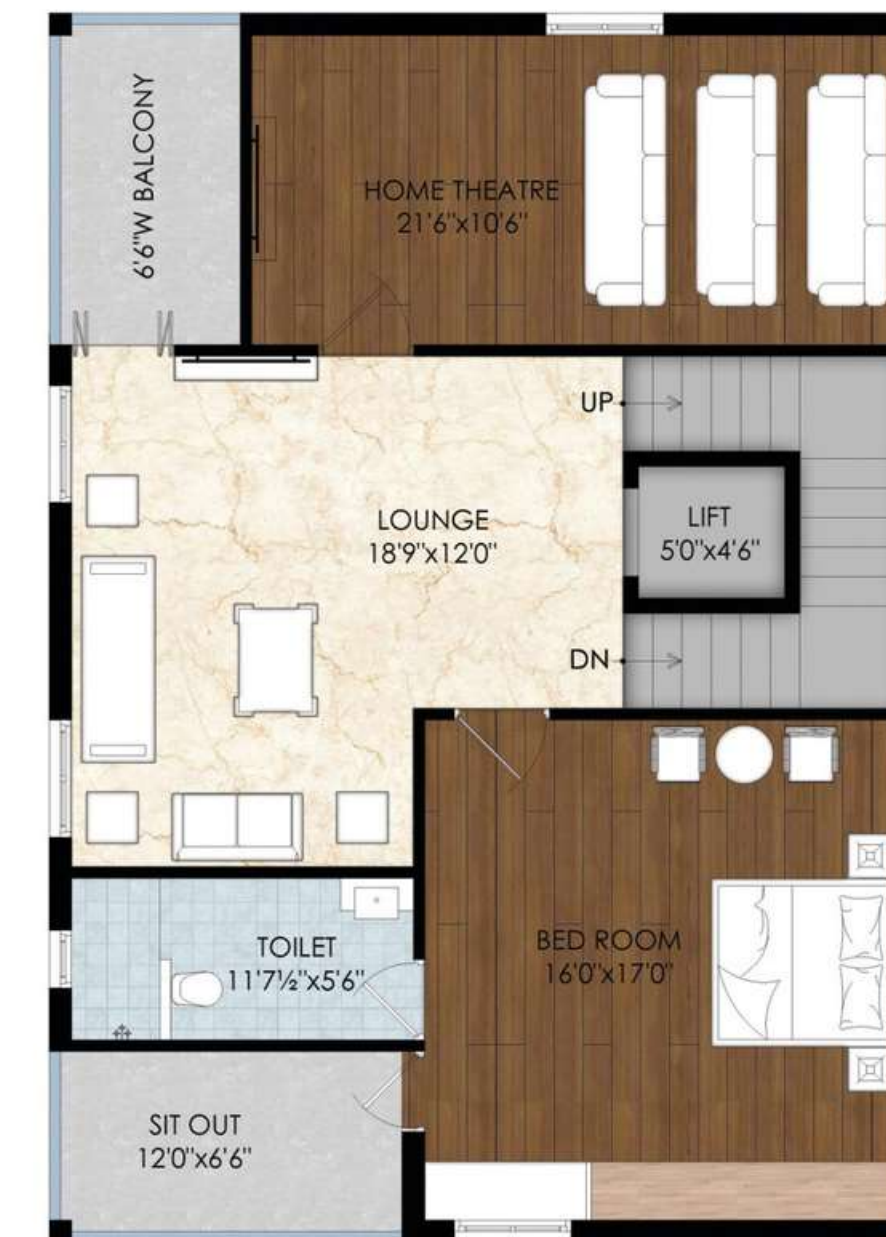 6'6"W BALCONY
HOME THEATRE
21'6"x10'6"
UP
LOUNGE
18'9"x12'0"
LIFT
5'0"x4'6"
DN
BED ROOM
16'0"x17'0"
TOILET
11'7½"x5'6"
SIT OUT
12'0"x6'6"